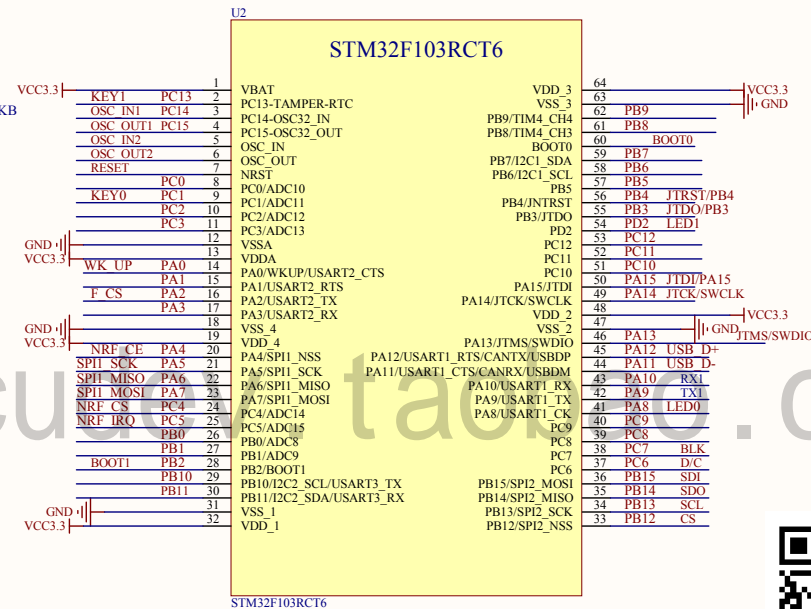 U2
STM32F103RCT6
VCC3.3 1 VBAT VDD_3 64 VCC3.3
KEY1 PC13 2 PC13-TAMPER-RTC VSS_3 63 GND
KB OSC_IN1 PC14 3 PC14-OSC32_IN PB9/TIM4_CH4 62 PB9
OSC_OUT1 PC15 4 PC15-OSC32_OUT PB8/TIM4_CH3 61 PB8
OSC_IN2 5 OSC_IN BOOT0 60 BOOT0
OSC_OUT2 6 OSC_OUT PB7/I2C1_SDA 59 PB7
RESET 7 NRST PB6/I2C1_SCL 58 PB6
PC0 8 PC0/ADC10 PB5 57 PB5
KEY0 PC1 9 PC1/ADC11 PB4/JNTRST 56 PB4 JTRST/PB4
PC2 10 PC2/ADC12 PB3/JTDO 55 PB3 JTDO/PB3
PC3 11 PC3/ADC13 PD2 54 PD2 LED1
GND 12 VSSA PC12 53 PC12
VCC3.3 13 VDDA PC11 52 PC11
WK_UP PA0 14 PA0/WKUP/USART2_CTS PC10 51 PC10
PA1 15 PA1/USART2_RTS PA15/JTDI 50 PA15 JTDI/PA15
F_CS PA2 16 PA2/USART2_TX PA14/JTCK/SWCLK 49 PA14 JTCK/SWCLK
PA3 17 PA3/USART2_RX VDD_2 48 VCC3.3
GND 18 VSS_4 VSS_2 47 GND
VCC3.3 19 VDD_4 PA13/JTMS/SWDIO 46 PA13 JTMS/SWDIO
NRF_CE PA4 20 PA4/SPI1_NSS PA12/USART1_RTS/CANTX/USBDP 45 PA12 USB_D+
SPI1_SCK PA5 21 PA5/SPI1_SCK PA11/USART1_CTS/CANRX/USBDM 44 PA11 USB_D-
SPI1_MISO PA6 22 PA6/SPI1_MISO PA10/USART1_RX 43 PA10 RX1
SPI1_MOSI PA7 23 PA7/SPI1_MOSI PA9/USART1_TX 42 PA9 TX1
NRF_CS PC4 24 PC4/ADC14 PA8/USART1_CK 41 PA8 LED0
NRF_IRQ PC5 25 PC5/ADC15 PC9 40 PC9
PB0 26 PB0/ADC8 PC8 39 PC8
PB1 27 PB1/ADC9 PC7 38 PC7 BLK
BOOT1 PB2 28 PB2/BOOT1 PC6 37 PC6 D/C
PB10 29 PB10/I2C2_SCL/USART3_TX PB15/SPI2_MOSI 36 PB15 SDI
PB11 30 PB11/I2C2_SDA/USART3_RX PB14/SPI2_MISO 35 PB14 SDO
GND 31 VSS_1 PB13/SPI2_SCK 34 PB13 SCL
VCC3.3 32 VDD_1 PB12/SPI2_NSS 33 PB12 CS
STM32F103RCT6
cudev.taobao.c